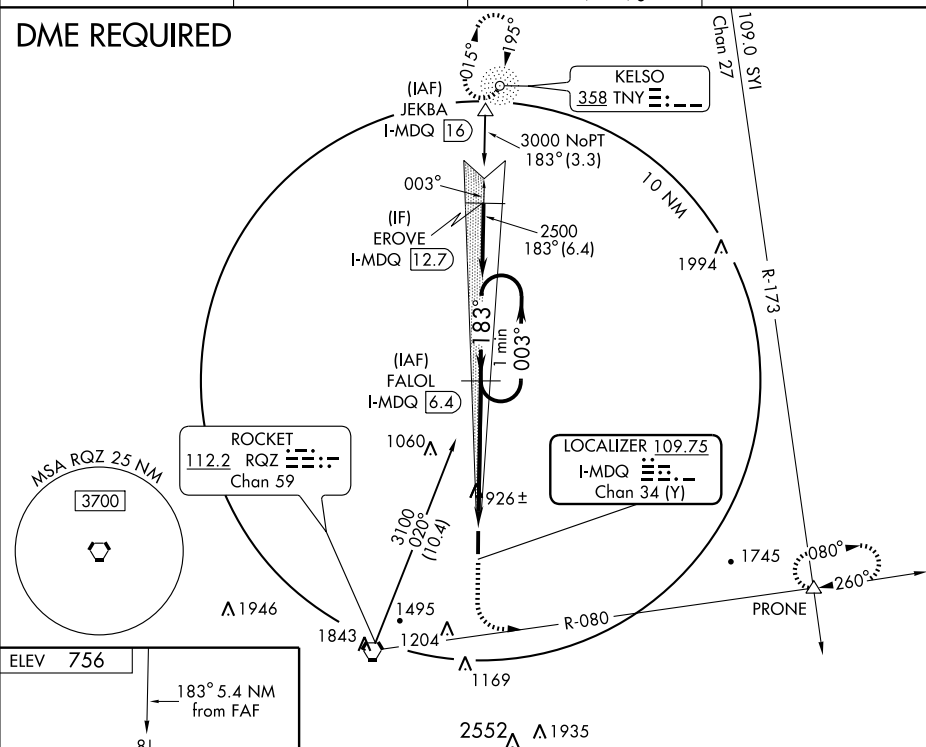 DME REQUIRED
015°
195°
109.0 SYI
Chan 27
KELSO
358 TNY
(IAF)
JEKBA
I-MDQ 16
3000 NoPT
183° (3.3)
003°
10 NM
(IF)
EROVE
I-MDQ 12.7
2500
183° (6.4)
1994
R-173
183°
1 min
003°
(IAF)
FALOL
I-MDQ 6.4
ROCKET
112.2 RQZ
Chan 59
1060
LOCALIZER 109.75
I-MDQ
Chan 34 (Y)
926±
MSA RQZ 25 NM
3700
3100
020°
(10.4)
1745
080°
260°
PRONE
1946
1495
1843
1204
R-080
1169
ELEV 756
183° 5.4 NM
from FAF
2552
1935